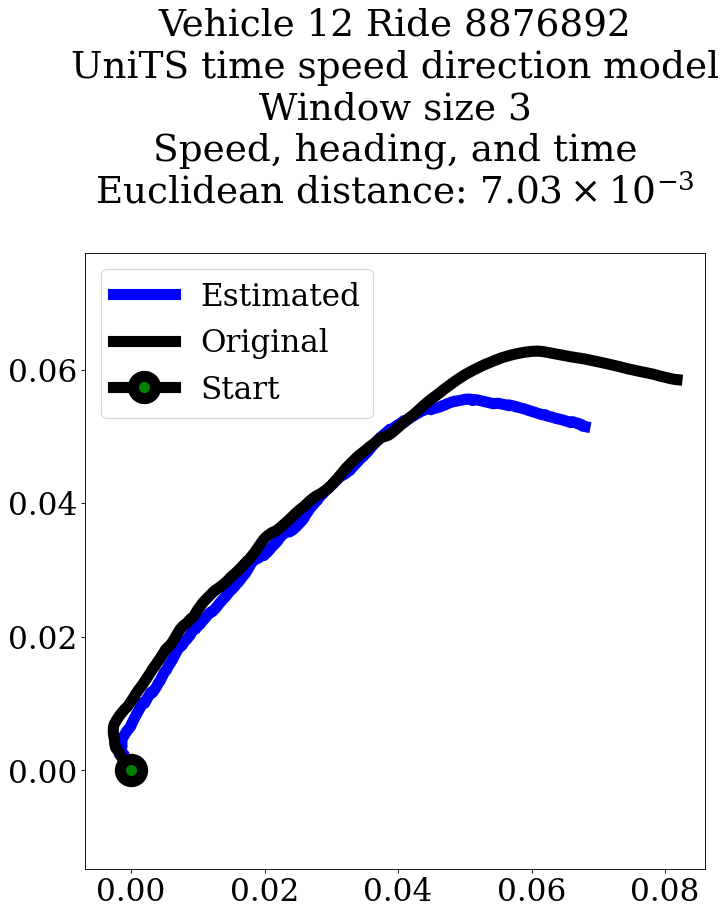 Vehicle 12 Ride 8876892
UniTS time speed direction model
Window size 3
Speed, heading, and time
Euclidean distance: 7.03 × 10⁻³
Estimated
Original
Start
0.06
0.04
0.02
0.00
0.00 0.02 0.04 0.06 0.08